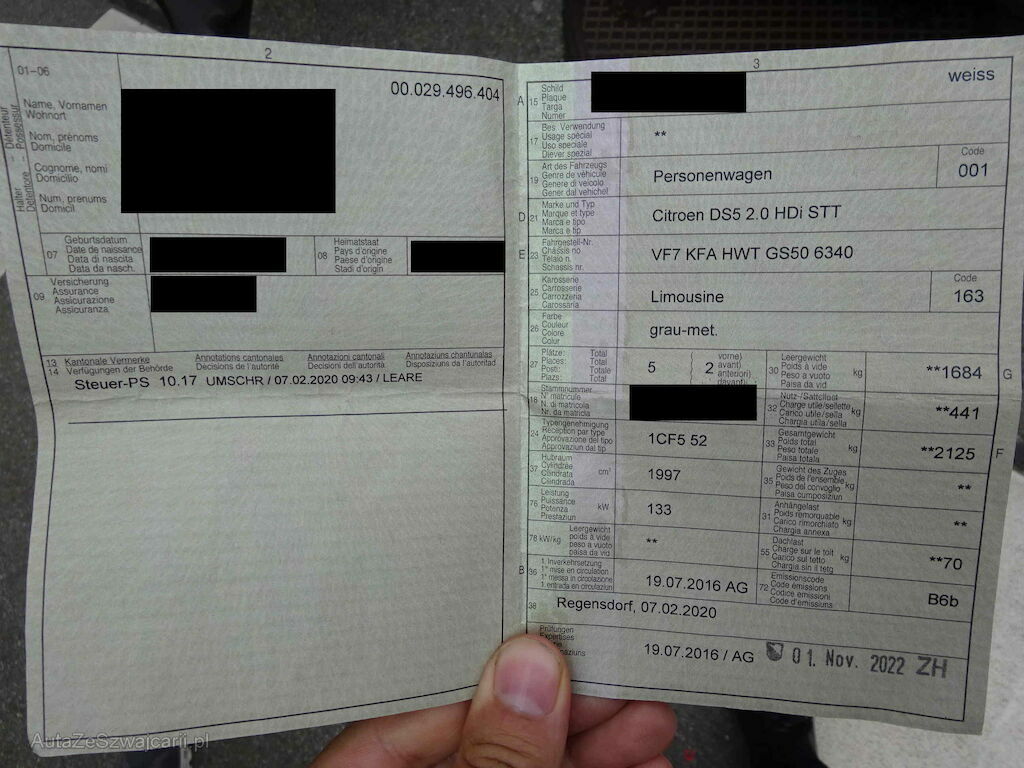 2
01-06
00.029.496.404
Détenteur - Possessur
Halter - Detentore
Name, Vornamen
Wohnort
Nom, prénoms
Domicile
Cognome, nomi
Domicilio
Num, prenums
Domicil
07
Geburtsdatum
Date de naissance
Data di nascita
Data da nasch.
08
Heimatstaat
Pays d'origine
Paese d'origine
Stadi d'origin
09
Versicherung
Assurance
Assicurazione
Assicuranza
13 Kantonale Vermerke
14 Verfügungen der Behörde
Annotations cantonales
Décisions de l'autorité
Annotazioni cantonali
Decisioni dell'autorità
Annotaziuns chantunalas
Disposiziuns da l'autoritad
Steuer-PS 10.17 UMSCHR / 07.02.2020 09:43 / LEARE
3
A 15
Schild
Plaque
Targa
Numer
weiss
17
Bes. Verwendung
Usage spécial
Uso speciale
Diever spezial
**
19
Art des Fahrzeugs
Genre de véhicule
Genere di veicolo
Gener dal vehichel
Personenwagen
Code
001
D 21
Marke und Typ
Marque et type
Marca e tipo
Marca e tip
Citroen DS5 2.0 HDi STT
E 23
Fahrgestell-Nr.
Châssis no
Telaio n.
Schassis nr.
VF7 KFA HWT GS50 6340
25
Karosserie
Carrosserie
Carrozzeria
Carossaria
Limousine
Code
163
26
Farbe
Couleur
Colore
Colur
grau-met.
27
Plätze: Total
Places: Total
Posti: Totale
Plazs: Total
5
2
vorne)
avant)
anteriori)
davant)
30
Leergewicht
Poids à vide
Peso a vuoto
Paisa da vid
kg
**1684
G
18
Stammnummer
N° matricule
N. di matricola
Nr. da matricla
32
Nutz-/Sattellast
Charge utile/sellette
Carico utile/sella
Chargia utila/sella
kg
**441
24
Typengenehmigung
Réception par type
Approvazione del tipo
Approvaziun dal tip
1CF5 52
33
Gesamtgewicht
Poids total
Peso totale
Paisa totala
kg
**2125
F
37
Hubraum
Cylindrée
Cilindrata
Cilindrada
cm³
1997
35
Gewicht des Zuges
Poids de l'ensemble
Peso del convoglio
Paisa cumposiziun
kg
**
76
Leistung
Puissance
Potenza
Prestaziun
kW
133
31
Anhängelast
Poids remorquable
Carico rimorchiato
Chargia annexa
kg
**
78 kW/kg
Leergewicht
poids à vide
peso a vuoto
paisa da vid
**
55
Dachlast
Charge sur le toit
Carico sul tetto
Chargia sin il tetg
kg
**70
B 36
1. Inverkehrsetzung
1re mise en circulation
1a messa in circolazione
1. entrada en circulaziun
19.07.2016 AG
72
Emissionscode
Code émissions
Codice emissioni
Code d'emissiuns
B6b
38
Regensdorf, 07.02.2020
Prüfungen
Expertises
19.07.2016 / AG
01. Nov. 2022 ZH
AutaZeSzwajcarii.pl